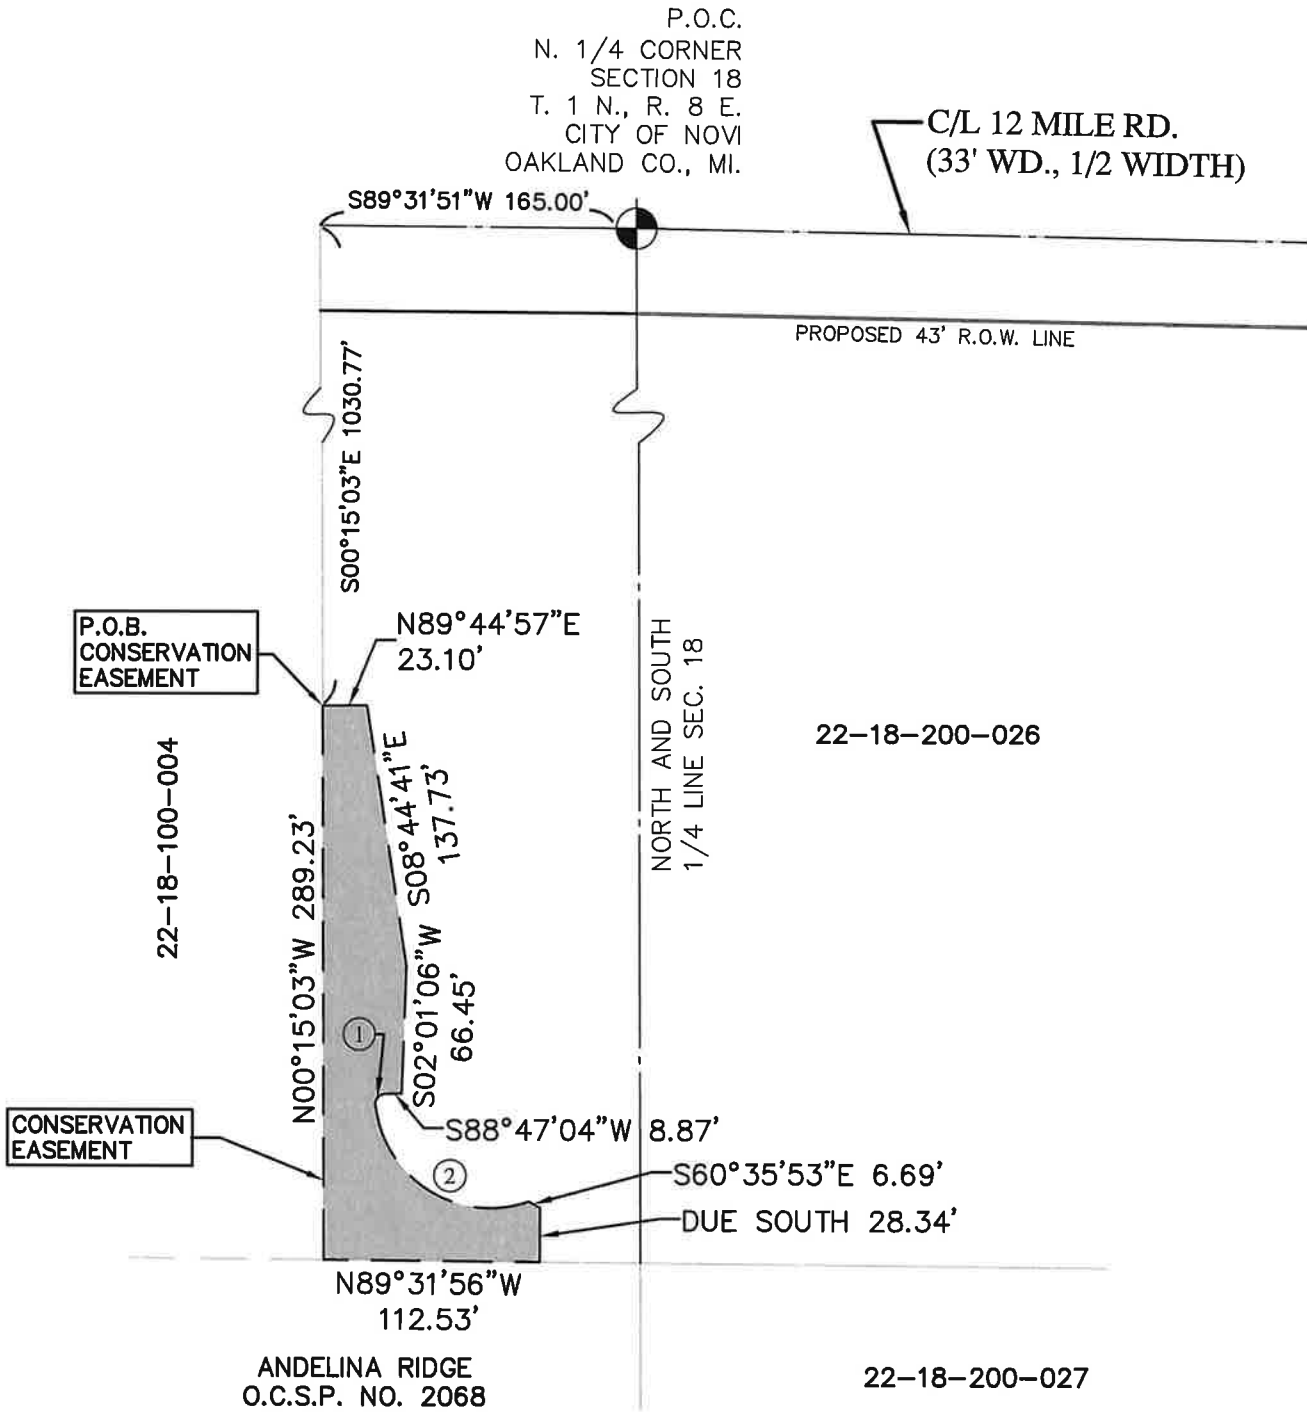 P.O.C.
N. 1/4 CORNER
SECTION 18
T. 1 N., R. 8 E.
CITY OF NOVI
OAKLAND CO., MI.
C/L 12 MILE RD.
(33' WD., 1/2 WIDTH)
S89°31'51"W 165.00'
PROPOSED 43' R.O.W. LINE
S00°15'03"E 1030.77'
P.O.B.
CONSERVATION
EASEMENT
N89°44'57"E
23.10'
NORTH AND SOUTH
1/4 LINE SEC. 18
22-18-200-026
22-18-100-004
S08°44'41"E
137.73'
N00°15'03"W 289.23'
S02°01'06"W
66.45'
1
CONSERVATION
EASEMENT
S88°47'04"W 8.87'
2
S60°35'53"E 6.69'
DUE SOUTH 28.34'
N89°31'56"W
112.53'
ANDELINA RIDGE
O.C.S.P. NO. 2068
22-18-200-027